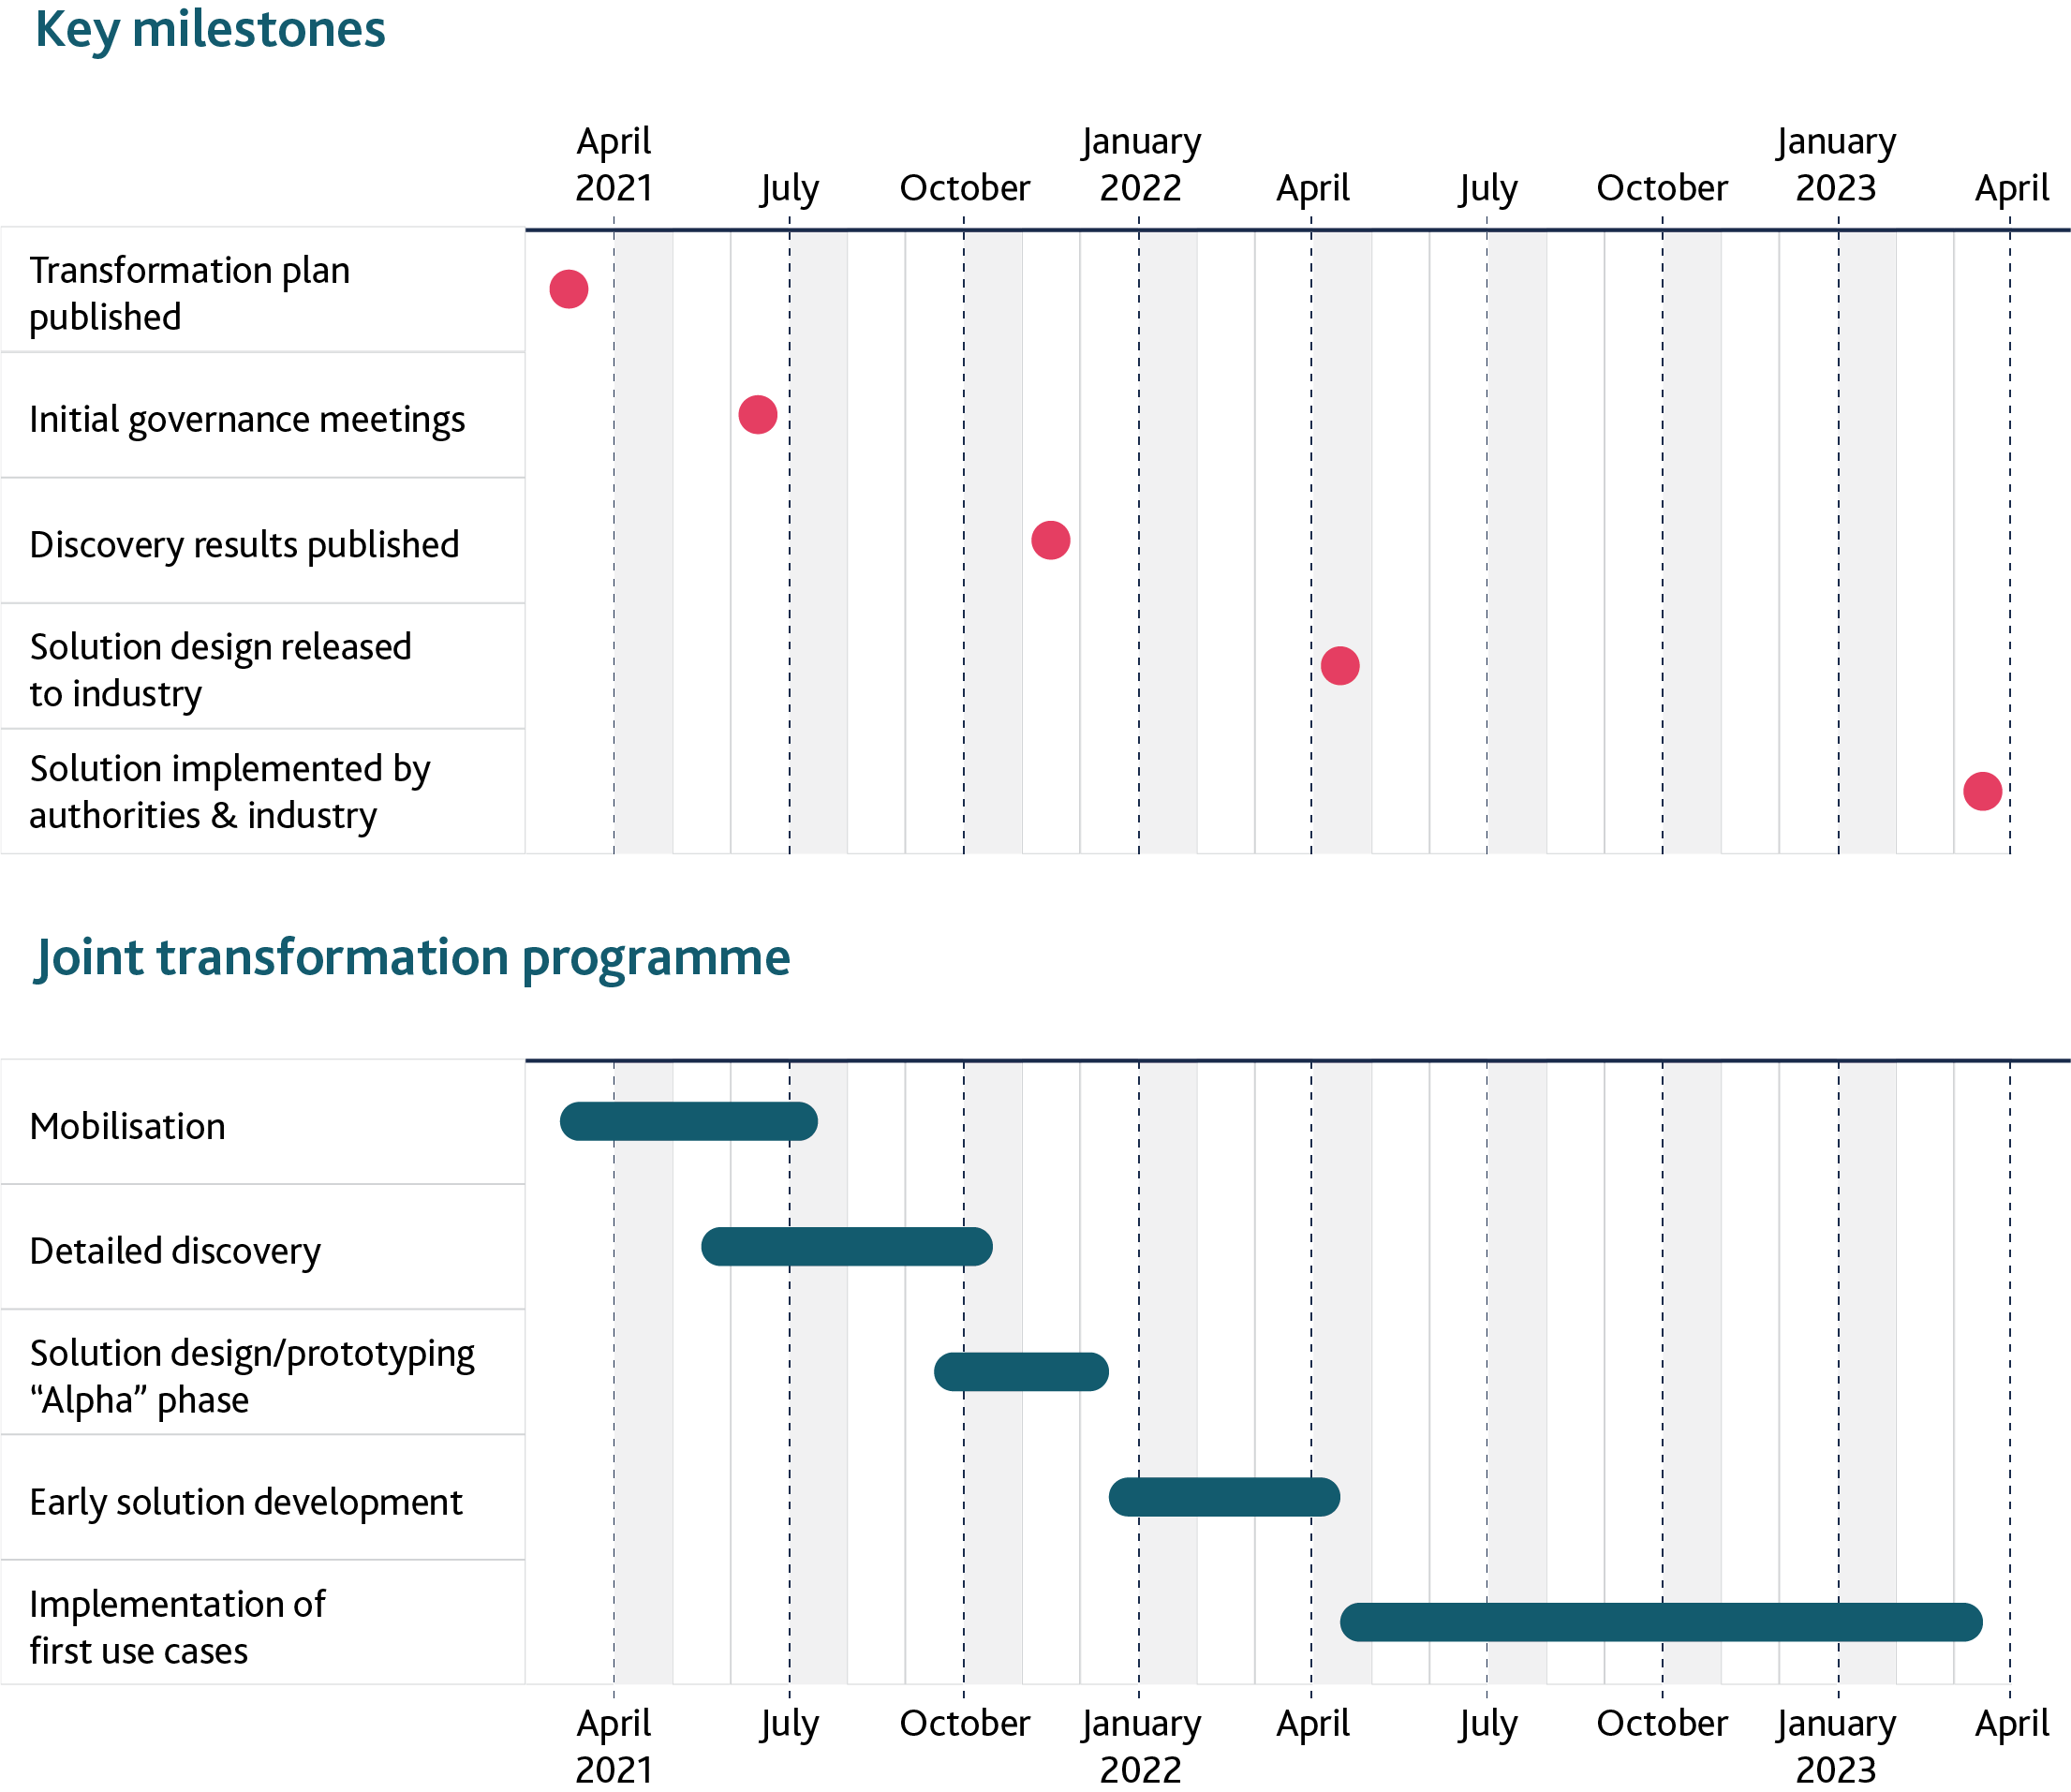 Key milestones
April
2021
July
October
January
2022
April
July
October
January
2023
April
Transformation plan
published
Initial governance meetings
Discovery results published
Solution design released
to industry
Solution implemented by
authorities & industry
Joint transformation programme
Mobilisation
Detailed discovery
Solution design/prototyping
“Alpha” phase
Early solution development
Implementation of
first use cases
April
2021
July
October
January
2022
April
July
October
January
2023
April